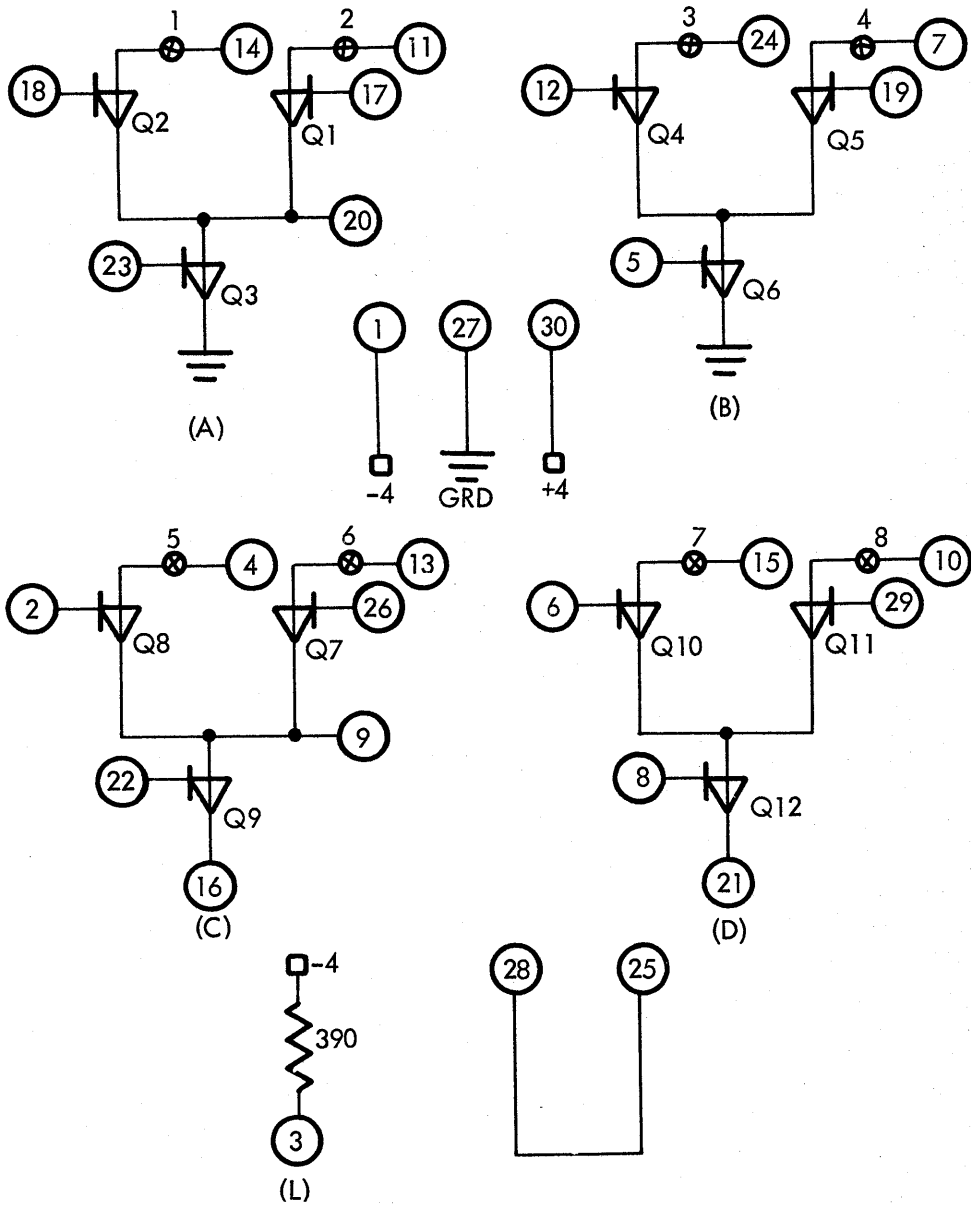 1 14 2 11
3 24 4 7
18 Q2 Q1 17
12 Q4 Q5 19
20
23 Q3
5 Q6
(A)
(B)
1 27 30
-4 GRD +4
5 4 6 13
7 15 8 10
2 Q8 Q7 26
6 Q10 Q11 29
9
22 Q9
8 Q12
16
21
(C)
(D)
-4
390
3
(L)
28 25